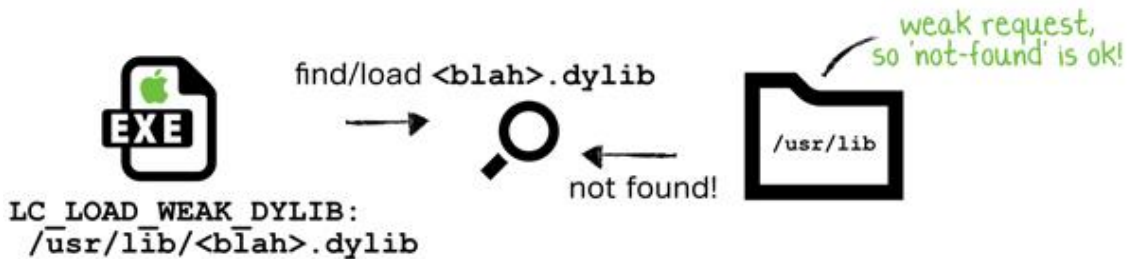 weak request,
so 'not-found' is ok!
find/load <blah>.dylib
EXE
/usr/lib
not found!
LC_LOAD_WEAK_DYLIB:
/usr/lib/<blah>.dylib